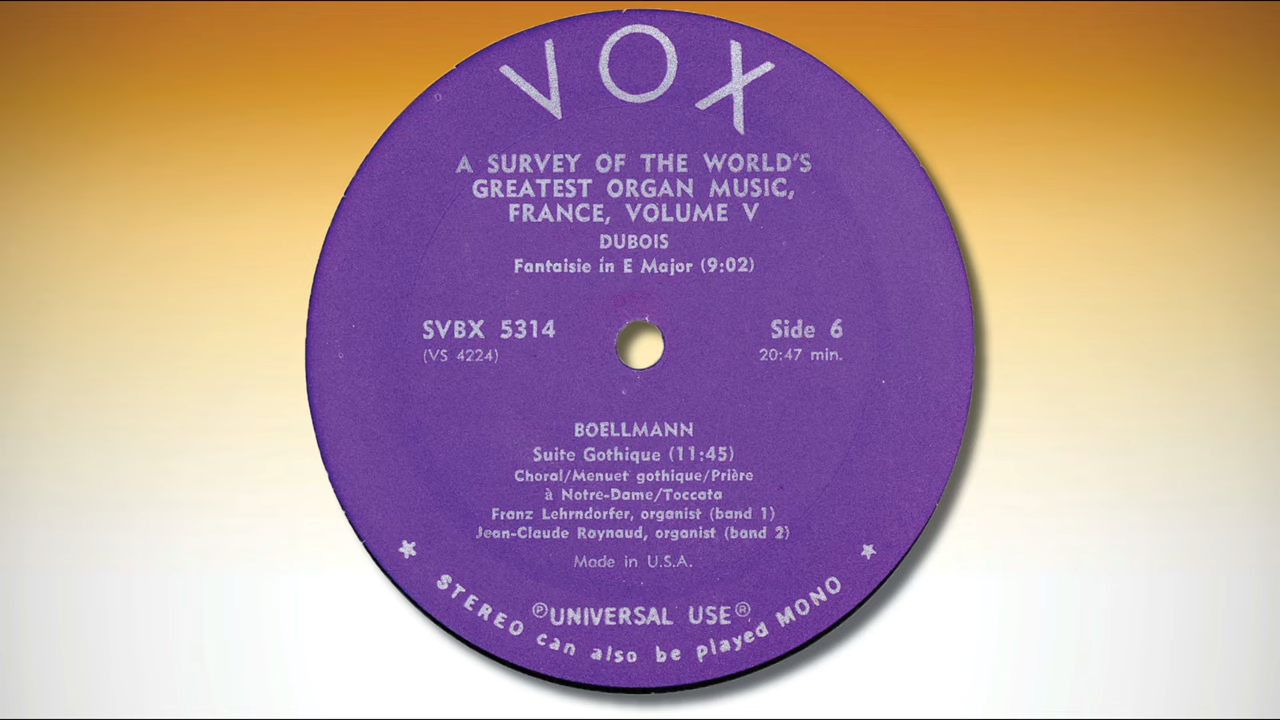 VOX
A SURVEY OF THE WORLD'S
GREATEST ORGAN MUSIC,
FRANCE, VOLUME V
DUBOIS
Fantaisie in E Major (9:02)
SVBX 5314
(VS 4224)
Side 6
20:47 min.
BOELLMANN
Suite Gothique (11:45)
Choral/Menuet gothique/Prière
à Notre-Dame/Toccata
Franz Lehrndorfer, organist (band 1)
Jean-Claude Raynaud, organist (band 2)
Made in U.S.A.
℗UNIVERSAL USE®
STEREO can also be played MONO